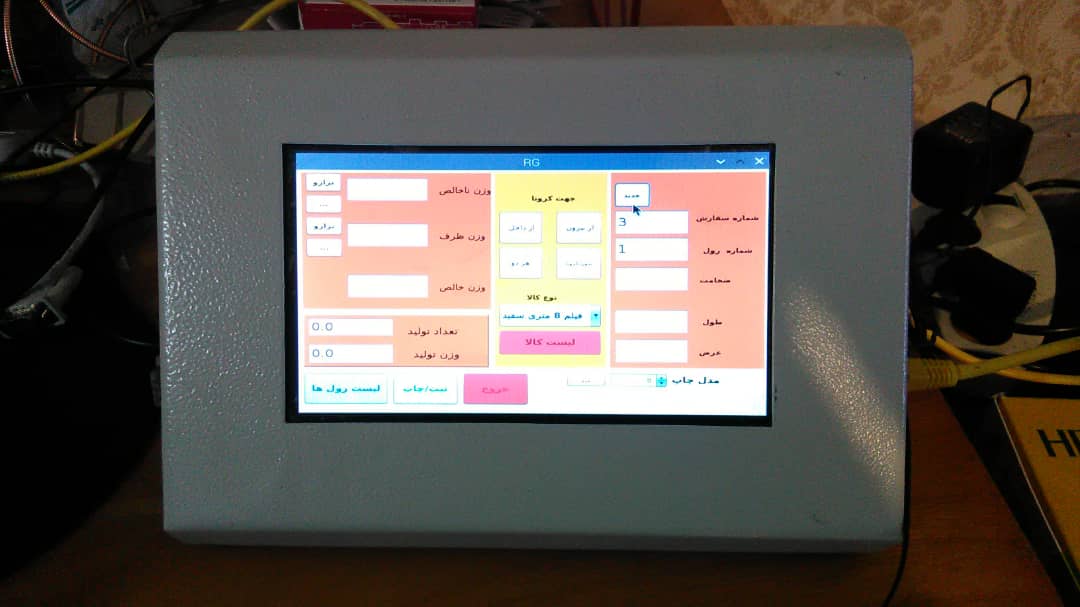 RG
جدید
شماره سفارش
3
شماره رول
1
ضخامت
طول
عرض
مدل چاپ
...
جهت کرونا
از بیرون
از داخل
هر دو
نوع کالا
فیلم 8 متری سفید
لیست کالا
وزن ناخالص
ترازو
...
وزن ظرف
ترازو
...
وزن خالص
تعداد تولید
0.0
وزن تولید
0.0
خروج
ثبت/چاپ
لیست رول ها